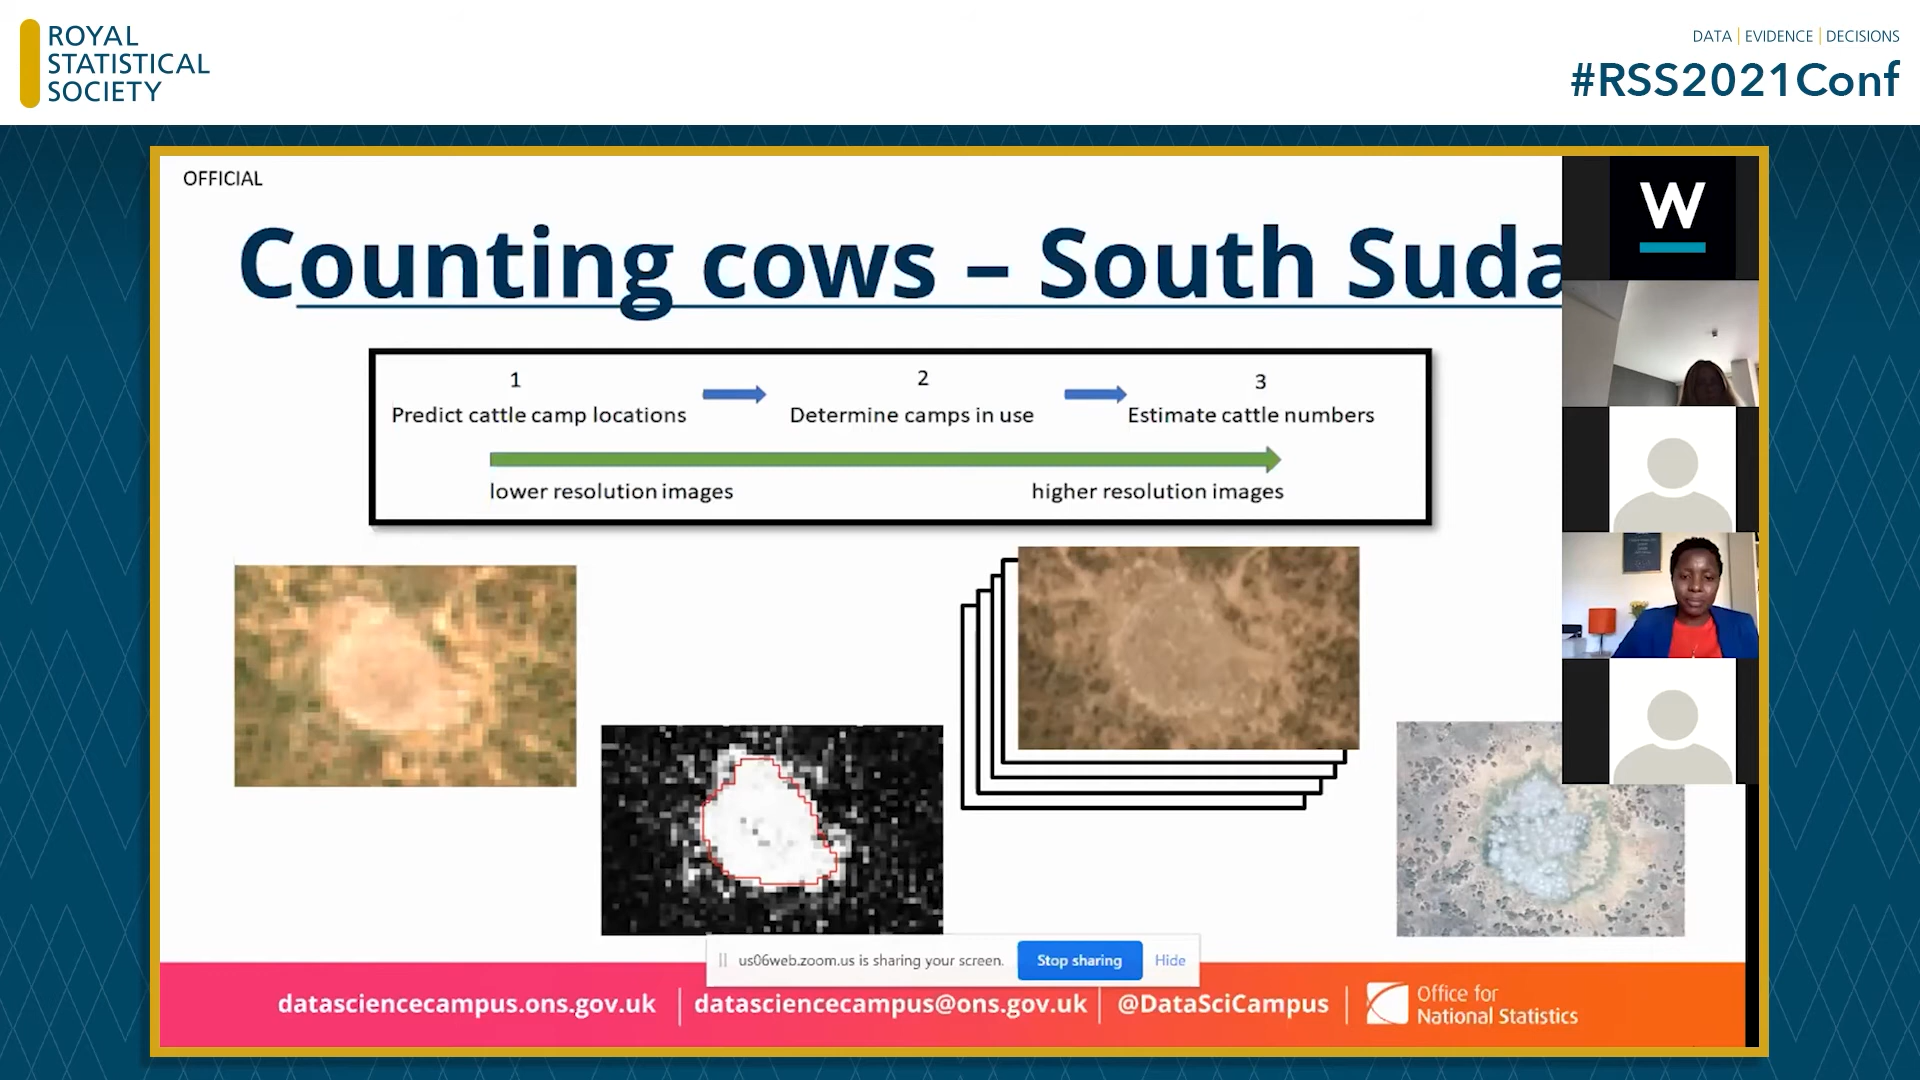 ROYAL
STATISTICAL
SOCIETY
DATA | EVIDENCE | DECISIONS
#RSS2021Conf
OFFICIAL
W
Counting cows – South Suda
1
2
3
Predict cattle camp locations
Determine camps in use
Estimate cattle numbers
lower resolution images
higher resolution images
us06web.zoom.us is sharing your screen.
Stop sharing
Hide
datasciencecampus.ons.gov.uk
datasciencecampus@ons.gov.uk
@DataSciCampus
Office for
National Statistics